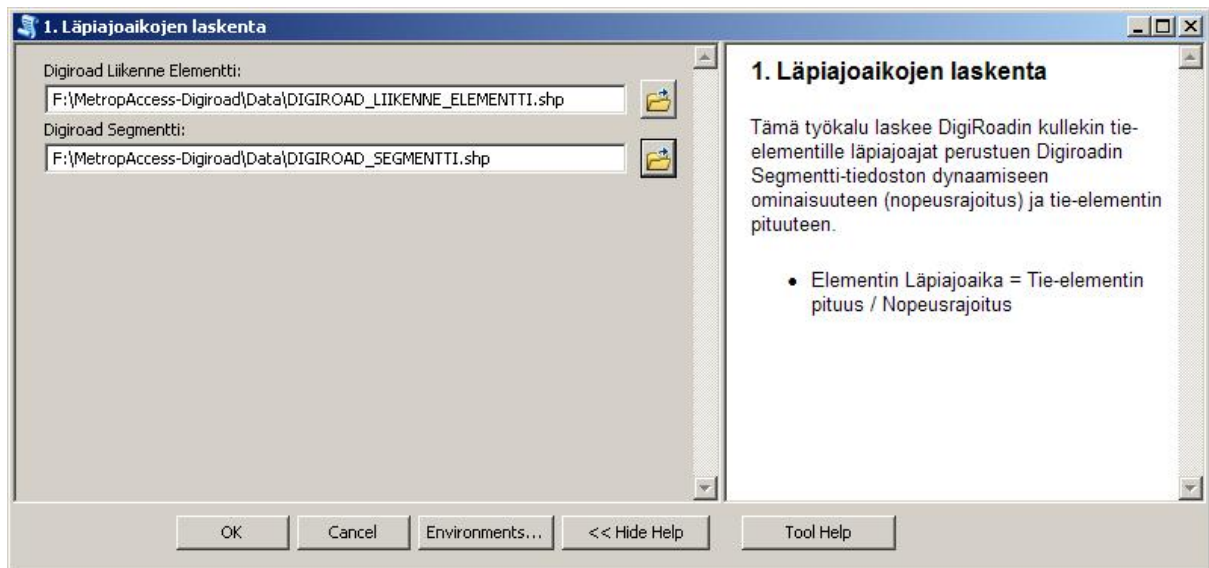 1. Läpiajoaikojen laskenta
Digiroad Liikenne Elementti:
F:\MetropAccess-Digiroad\Data\DIGIROAD_LIIKENNE_ELEMENTTI.shp
Digiroad Segmentti:
F:\MetropAccess-Digiroad\Data\DIGIROAD_SEGMENTTI.shp
1. Läpiajoaikojen laskenta
Tämä työkalu laskee DigiRoadin kullekin tie-
elementille läpiajoajat perustuen Digiroadin
Segmentti-tiedoston dynaamiseen
ominaisuuteen (nopeusrajoitus) ja tie-elementin
pituuteen.
• Elementin Läpiajoaika = Tie-elementin
pituus / Nopeusrajoitus
OK
Cancel
Environments...
<< Hide Help
Tool Help